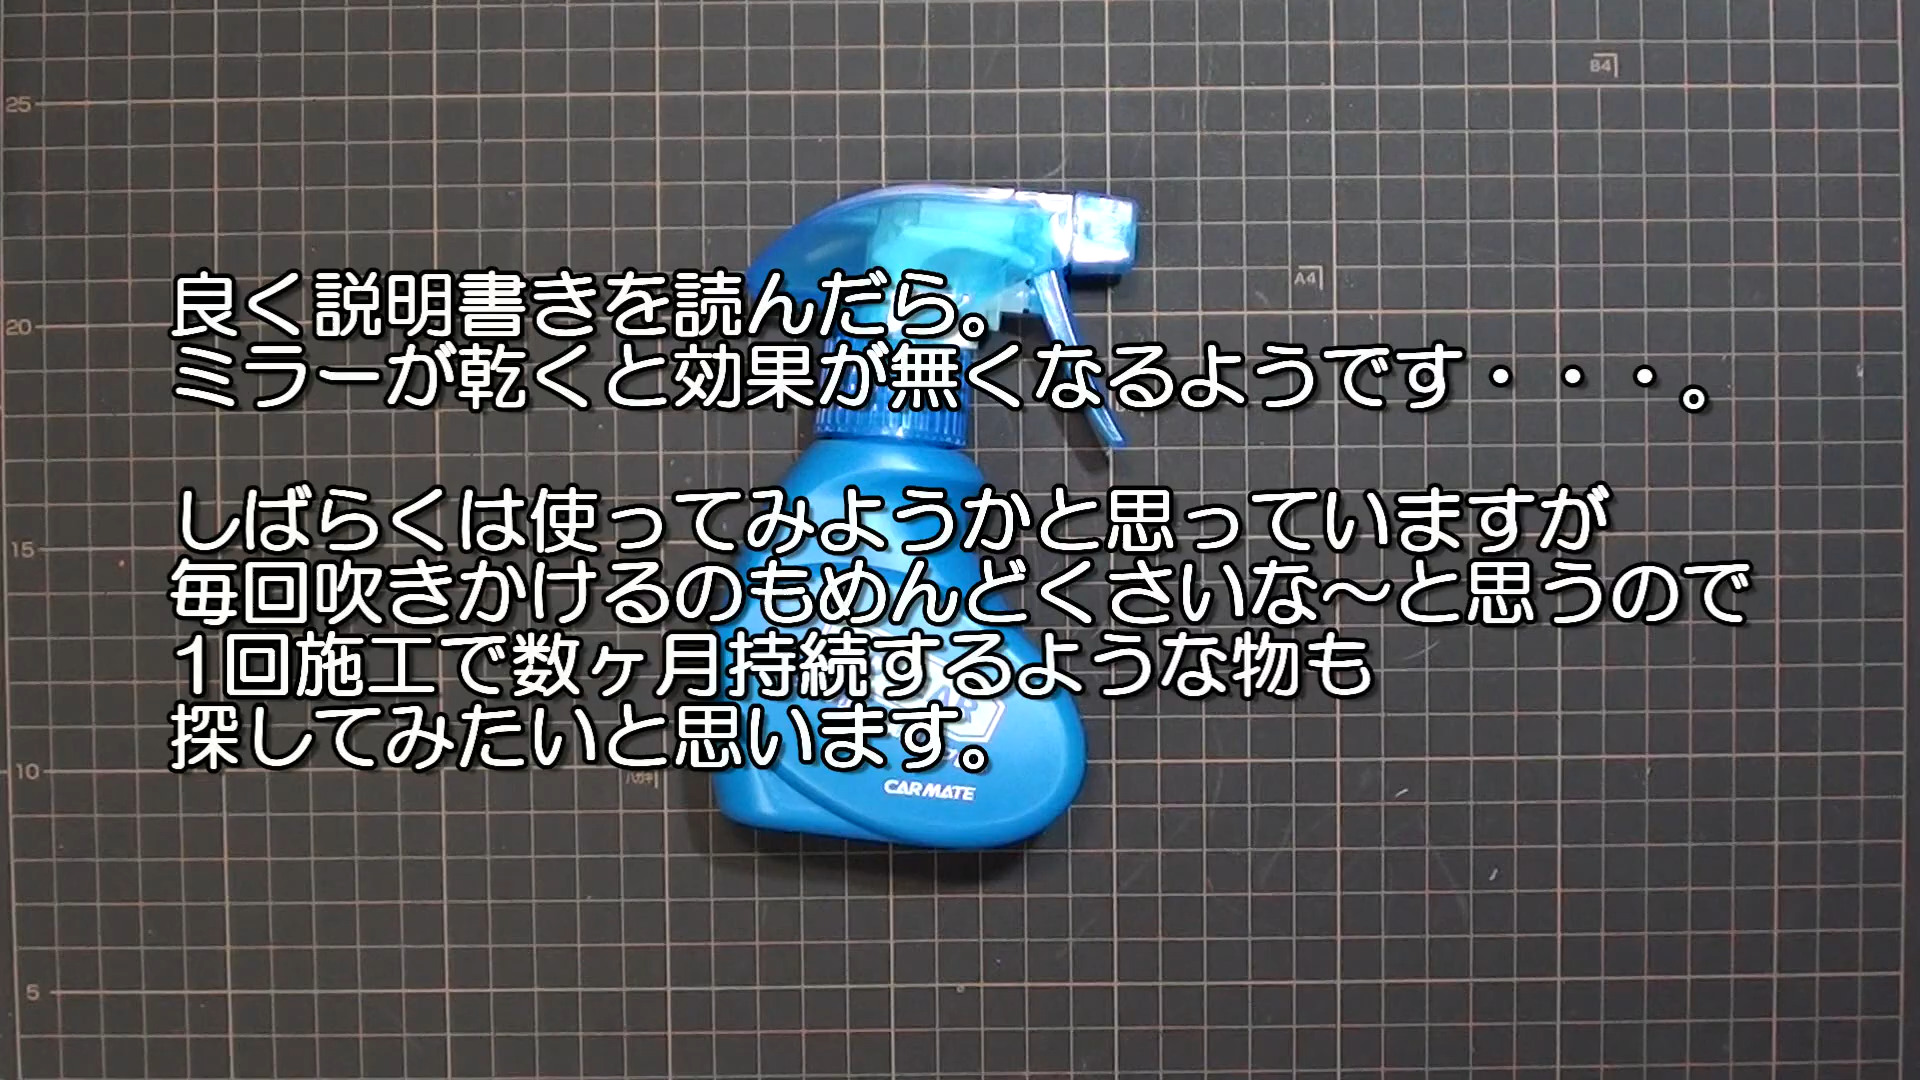 B4
25
A4
良く説明書きを読んだら。
20
ミラーが乾くと効果が無くなるようです・・・。
しばらくは使ってみようかと思っていますが
15
毎回吹きかけるのもめんどくさいな～と思うので
1回施工で数ヶ月持続するような物も
探してみたいと思います。
10
ハガキ
CARMATE
5